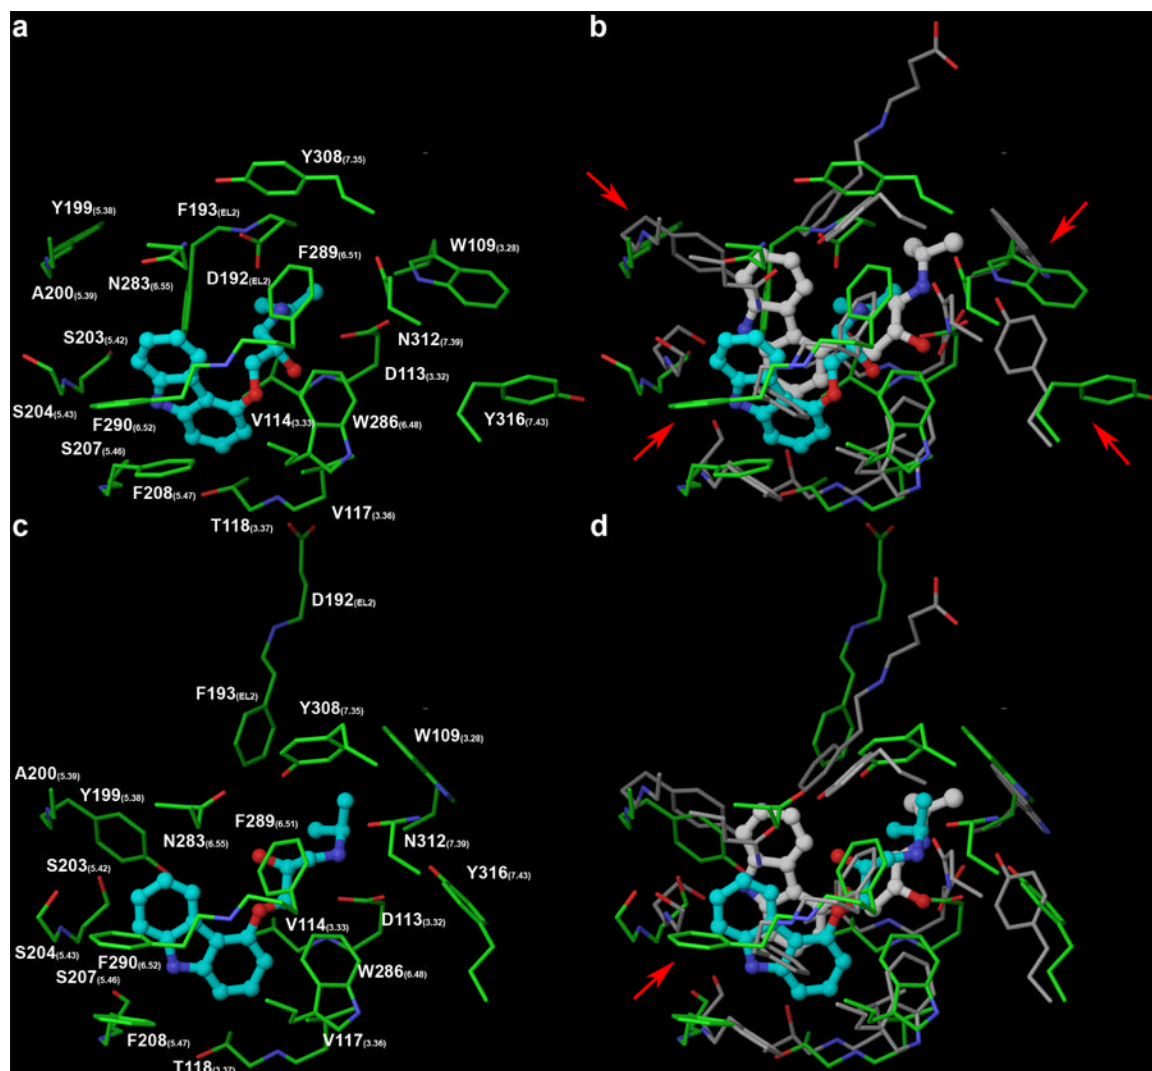 a
b
Y308(7.35)
Y199(5.38)
F193(EL2)
W109(3.28)
F289(6.51)
A200(5.39)
N283(6.55)
D192(EL2)
S203(5.42)
N312(7.39)
D113(3.32)
S204(5.43)
F290(6.52)
V114(3.33)
W286(6.48)
Y316(7.43)
S207(5.46)
F208(5.47)
V117(3.36)
T118(3.37)
c
d
D192(EL2)
F193(EL2)
Y308(7.35)
W109(3.28)
A200(5.39)
Y199(5.38)
F289(6.51)
N283(6.55)
N312(7.39)
S203(5.42)
Y316(7.43)
V114(3.33)
D113(3.32)
S204(5.43)
F290(6.52)
W286(6.48)
S207(5.46)
F208(5.47)
V117(3.36)
T118(3.37)